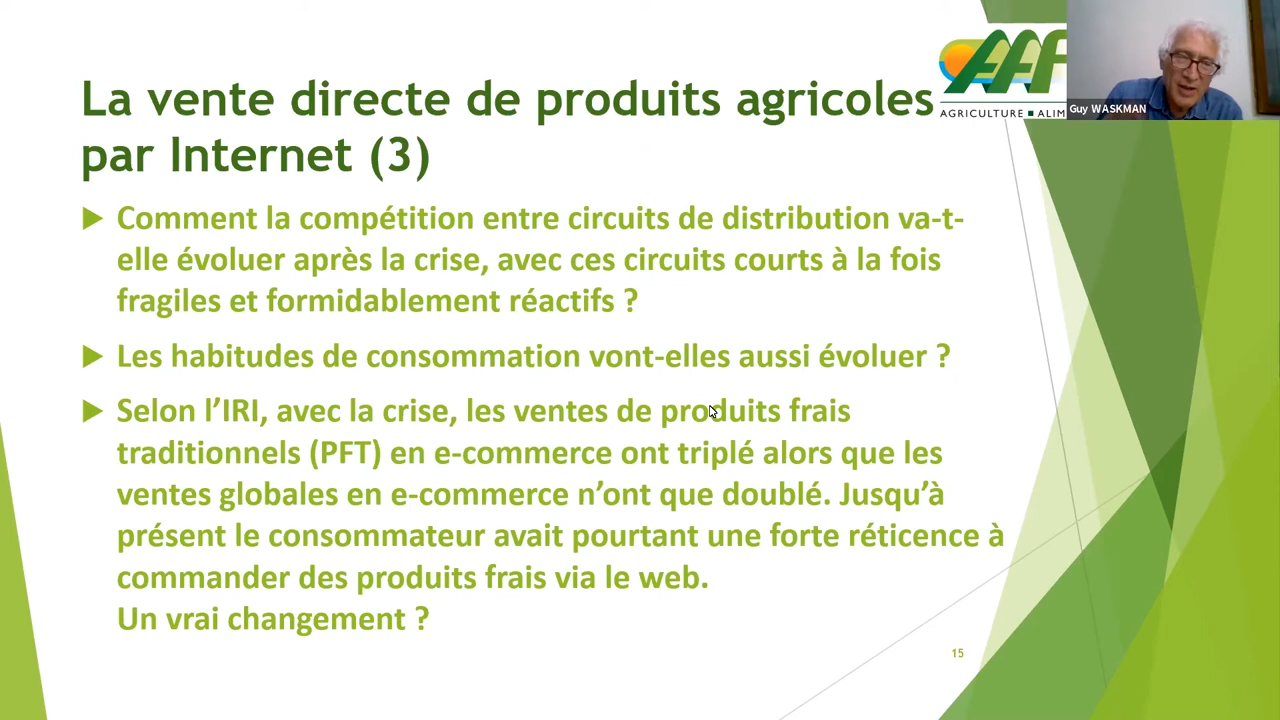 La vente directe de produits agricoles
par Internet (3)
AAF
AGRICULTURE ■ ALIM
Guy WASKMAN
Comment la compétition entre circuits de distribution va-t-
elle évoluer après la crise, avec ces circuits courts à la fois
fragiles et formidablement réactifs ?
Les habitudes de consommation vont-elles aussi évoluer ?
Selon l’IRI, avec la crise, les ventes de produits frais
traditionnels (PFT) en e-commerce ont triplé alors que les
ventes globales en e-commerce n’ont que doublé. Jusqu’à
présent le consommateur avait pourtant une forte réticence à
commander des produits frais via le web.
Un vrai changement ?
15